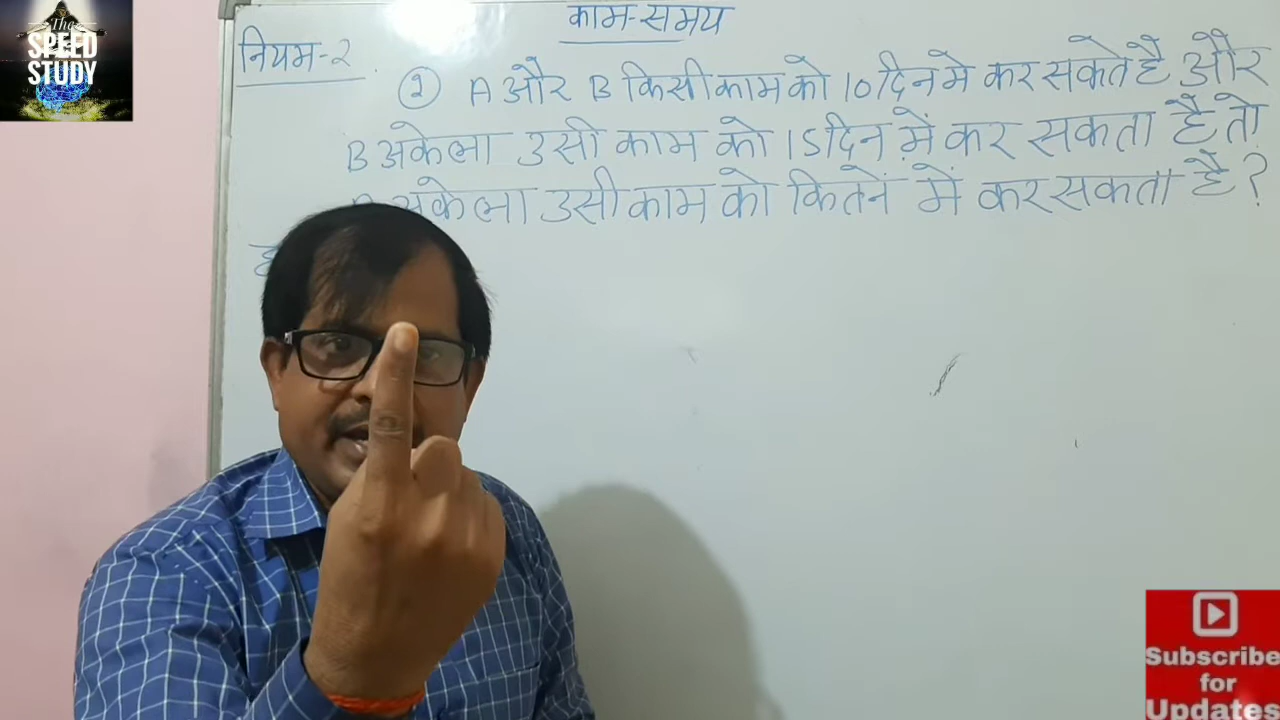 The
SPEED
STUDY
काम-समय
नियम-२
① A और B किसी काम को 10 दिन मे कर सकते है और
B अकेला उसी काम को 15 दिन में कर सकता है तो
अकेला उसी काम को कितनें में कर सकता है ?
Subscribe
for
Updates